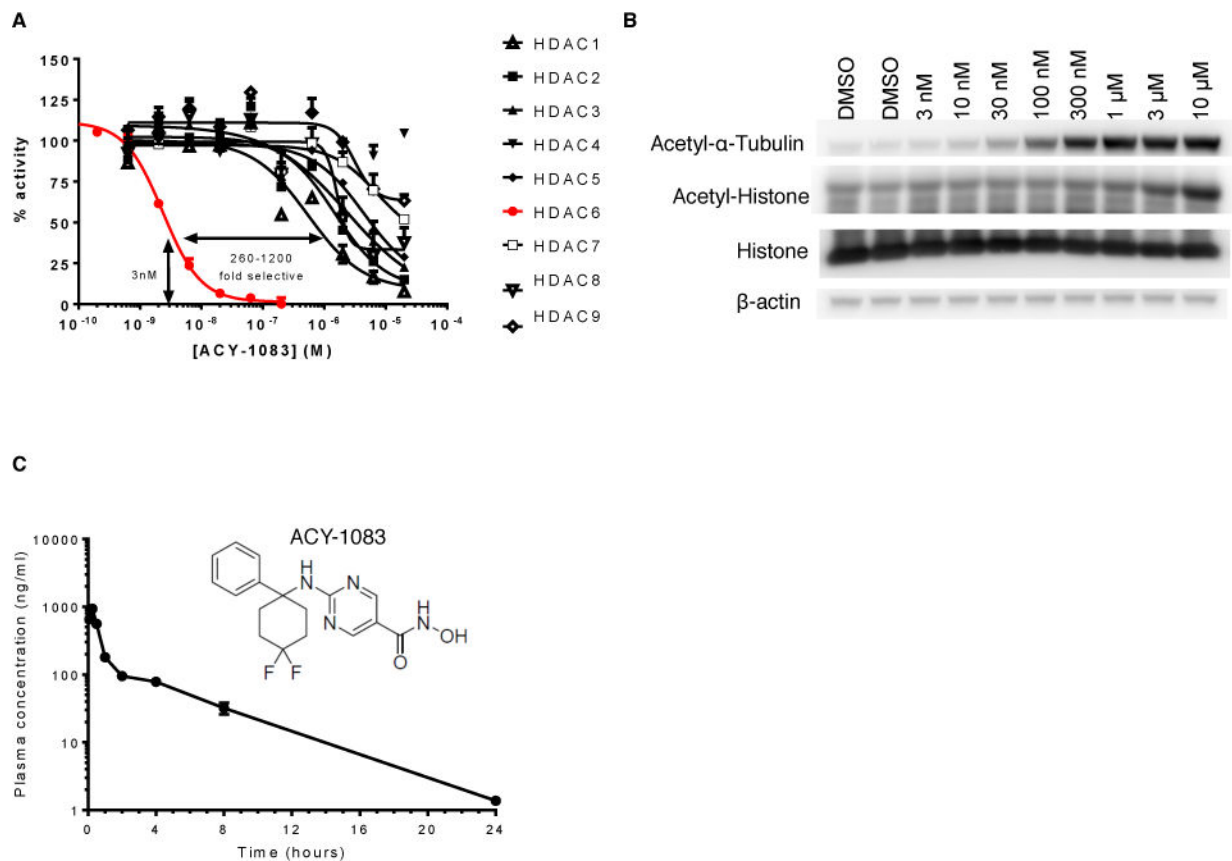 A
150
125
100
75
50
25
0
% activity
3nM
260-1200
fold selective
10-10
10-9
10-8
10-7
10-6
10-5
10-4
[ACY-1083] (M)
HDAC1
HDAC2
HDAC3
HDAC4
HDAC5
HDAC6
HDAC7
HDAC8
HDAC9
B
DMSO
DMSO
3 nM
10 nM
30 nM
100 nM
300 nM
1 µM
3 µM
10 µM
Acetyl-α-Tubulin
Acetyl-Histone
Histone
β-actin
C
10000
1000
100
10
1
Plasma concentration (ng/ml)
ACY-1083
H
N
N
N
H
N
OH
O
F
F
0
4
8
12
16
20
24
Time (hours)